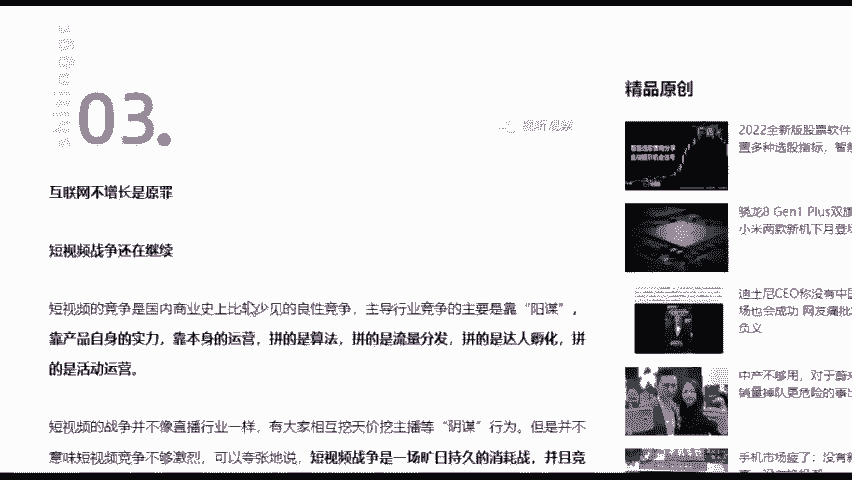 03.
互联网不增长是原罪
短视频战争还在继续
短视频的竞争是国内商业史上比较少见的良性竞争，主导行业竞争的主要是靠“阳谋”，
靠产品自身的实力，靠本身的运营，拼的是算法，拼的是流量分发，拼的是达人孵化，拼
的是活动运营。
短视频的战争并不像直播行业一样，有大家相互挖天价挖主播等“阴谋”行为。但是并不
意味短视频竞争不够激烈，可以夸张地说，短视频战争是一场旷日持久的消耗战，并且竞
精品原创
2022全新版股票软件
置多种选股指标，智
骁龙8 Gen1 Plus双旗
小米两款新机下月登场
迪士尼CEO称没有中国
场也会成功 网友痛批
负义
中产不够用，对于蔚来
销量掉队更危险的事
手机市场疲了：没有